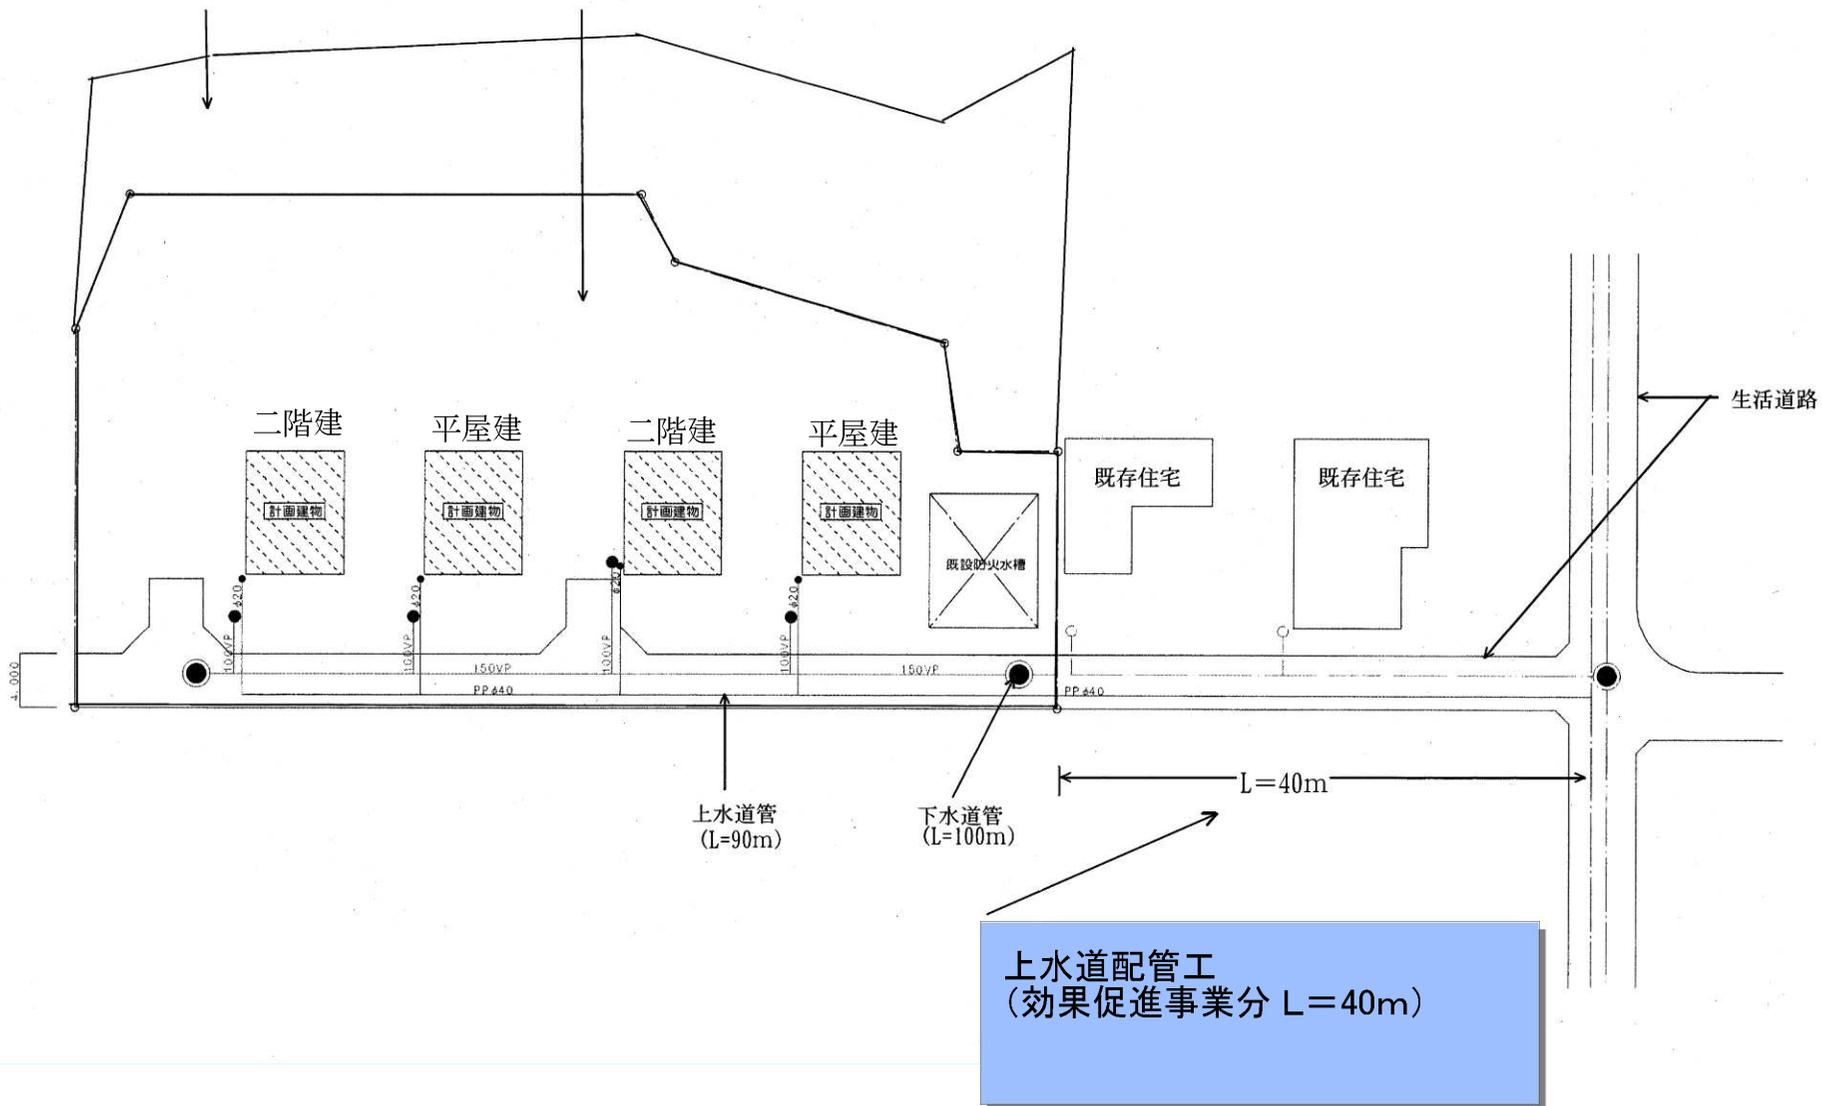 生活道路
二階建
平屋建
二階建
平屋建
既存住宅
既存住宅
計画建物
計画建物
計画建物
計画建物
既設防火水槽
φ20
φ20
φ20
φ20
100VP
100VP
100VP
100VP
150VP
150VP
4.000
PPφ40
PPφ40
L＝40m
上水道管
(L=90m)
下水道管
(L=100m)
上水道配管工
（効果促進事業分 L＝40m）